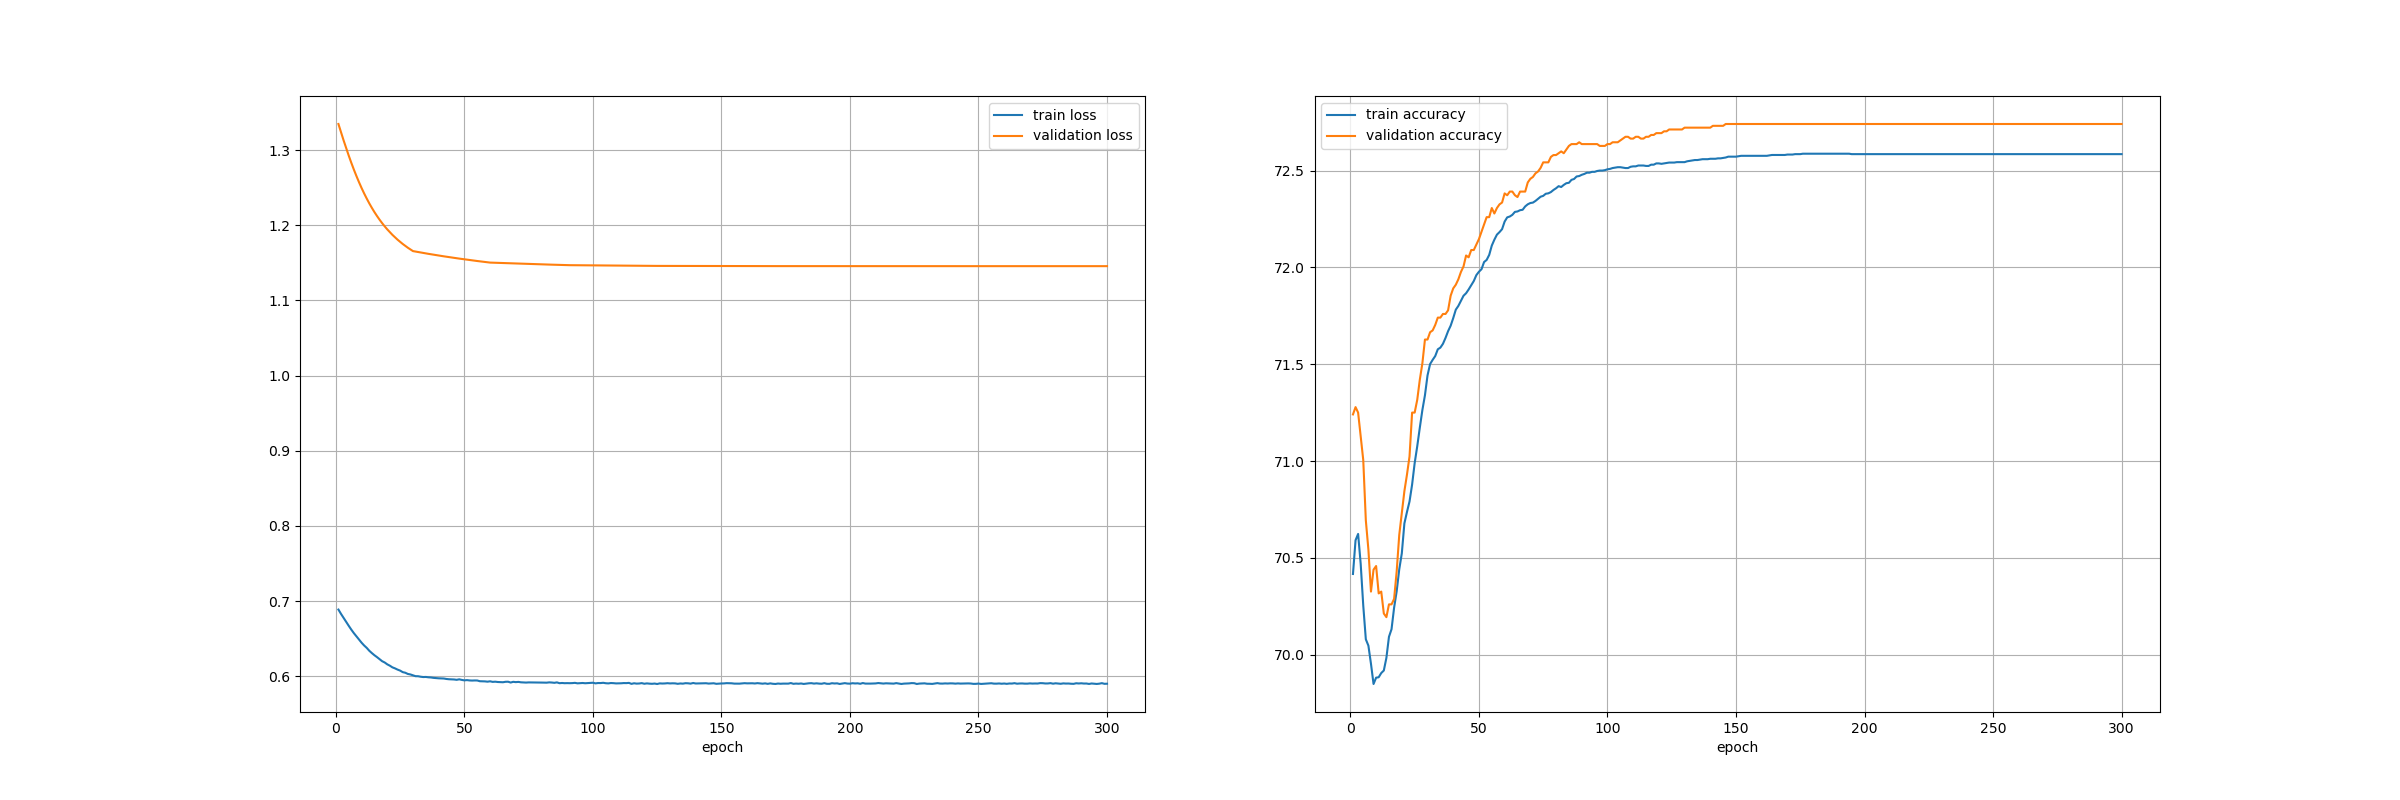 train loss
validation loss
1.3
1.2
1.1
1.0
0.9
0.8
0.7
0.6
0 50 100 150 200 250 300
epoch
train accuracy
validation accuracy
72.5
72.0
71.5
71.0
70.5
70.0
0 50 100 150 200 250 300
epoch